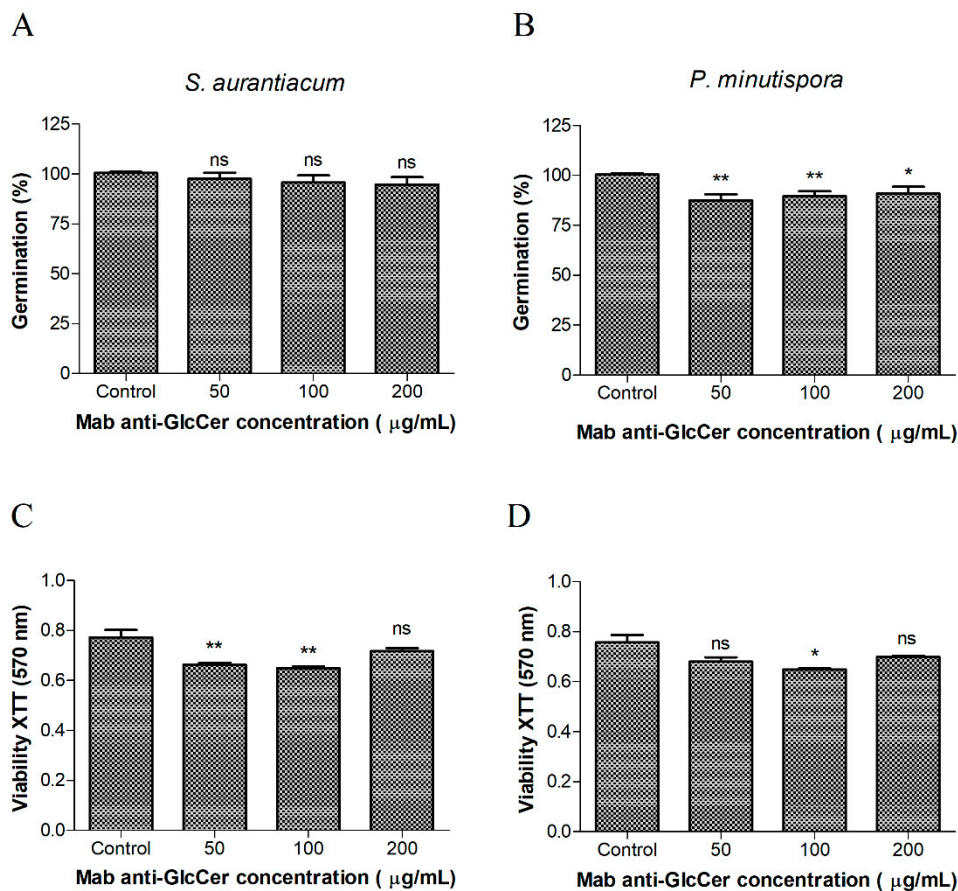 A
S. aurantiacum
125
100
75
50
25
0
Germination (%)
ns
ns
ns
Control 50 100 200
Mab anti-GlcCer concentration ( μg/mL)
B
P. minutispora
125
100
75
50
25
0
Germination (%)
**
**
*
Control 50 100 200
Mab anti-GlcCer concentration ( μg/mL)
C
1.0
0.8
0.6
0.4
0.2
0.0
Viability XTT (570 nm)
**
**
ns
Control 50 100 200
Mab anti-GlcCer concentration ( μg/mL)
D
1.0
0.8
0.6
0.4
0.2
0.0
Viability XTT (570 nm)
ns
*
ns
Control 50 100 200
Mab anti-GlcCer concentration ( μg/mL)